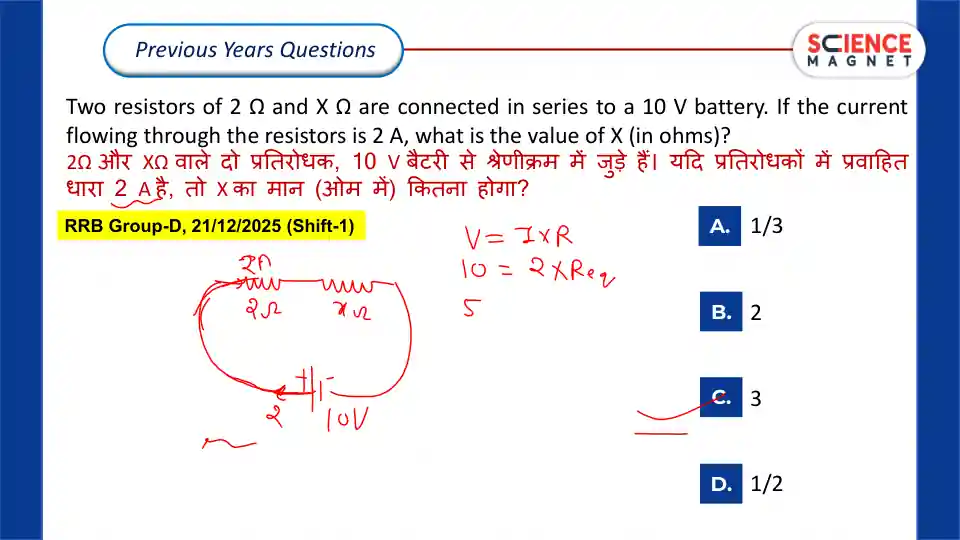 Previous Years Questions
SCIENCE
MAGNET
Two resistors of 2 Ω and X Ω are connected in series to a 10 V battery. If the current
flowing through the resistors is 2 A, what is the value of X (in ohms)?
2Ω और XΩ वाले दो प्रतिरोधक, 10 V बैटरी से श्रेणीक्रम में जुड़े हैं। यदि प्रतिरोधकों में प्रवाहित
धारा 2 A है, तो X का मान (ओम में) कितना होगा?
RRB Group-D, 21/12/2025 (Shift-1)
A. 1/3
V = I×R
2A
10 = 2 × Req
2Ω xΩ
5
B. 2
+ -
2 10V
C. 3
D. 1/2